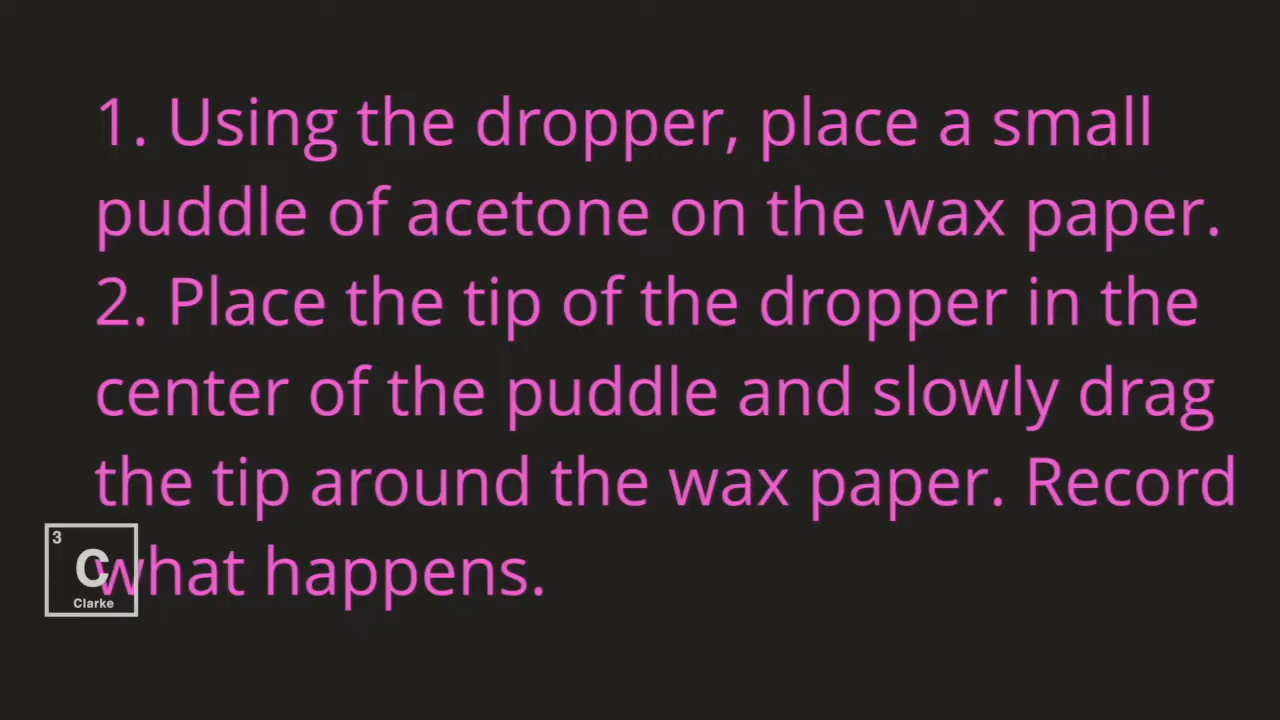 1. Using the dropper, place a small
puddle of acetone on the wax paper.
2. Place the tip of the dropper in the
center of the puddle and slowly drag
the tip around the wax paper. Record
what happens.
3
C
Clarke